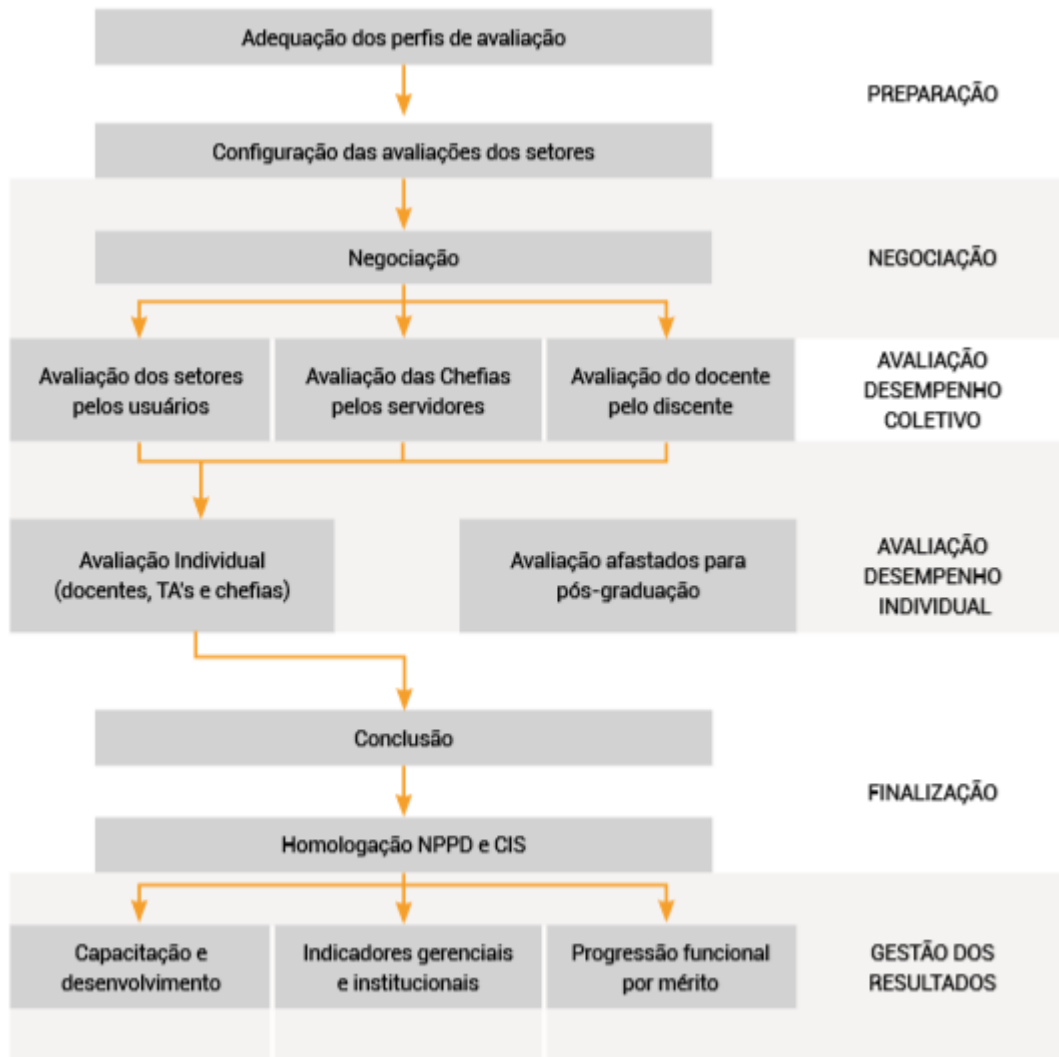 Adequação dos perfis de avaliação
PREPARAÇÃO
Configuração das avaliações dos setores
Negociação
NEGOCIAÇÃO
Avaliação dos setores
pelos usuários
Avaliação das Chefias
pelos servidores
Avaliação do docente
pelo discente
AVALIAÇÃO
DESEMPENHO
COLETIVO
Avaliação Individual
(docentes, TA's e chefias)
Avaliação afastados para
pós-graduação
AVALIAÇÃO
DESEMPENHO
INDIVIDUAL
Conclusão
FINALIZAÇÃO
Homologação NPPD e CIS
Capacitação e
desenvolvimento
Indicadores gerenciais
e institucionais
Progressão funcional
por mérito
GESTÃO DOS
RESULTADOS